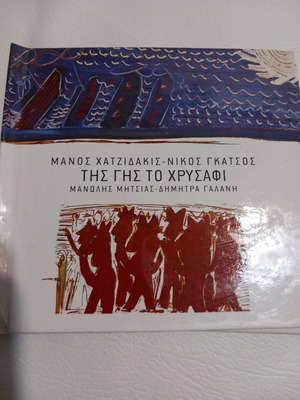 ΜΑΝΟΣ ΧΑΤΖΙΔΑΚΙΣ-ΝΙΚΟΣ ΓΚΑΤΣΟΣ
ΤΗΣ ΓΗΣ ΤΟ ΧΡΥΣΑΦΙ
ΜΑΝΩΛΗΣ ΜΗΤΣΙΑΣ-ΔΗΜΗΤΡΑ ΓΑΛΑΝΗ